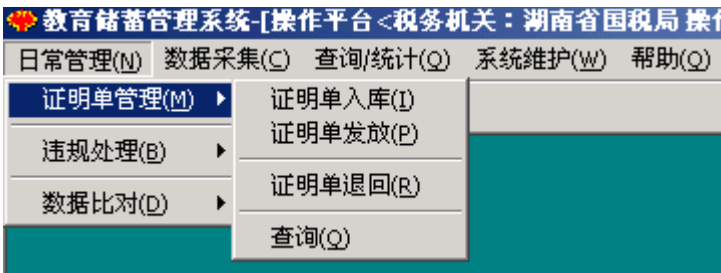 教育储蓄管理系统-[操作平台<税务机关：湖南省国税局 操作
日常管理(N) 数据采集(C) 查询/统计(Q) 系统维护(W) 帮助(O)
证明单管理(M)
证明单入库(I)
证明单发放(P)
违规处理(B)
证明单退回(R)
数据比对(D)
查询(Q)